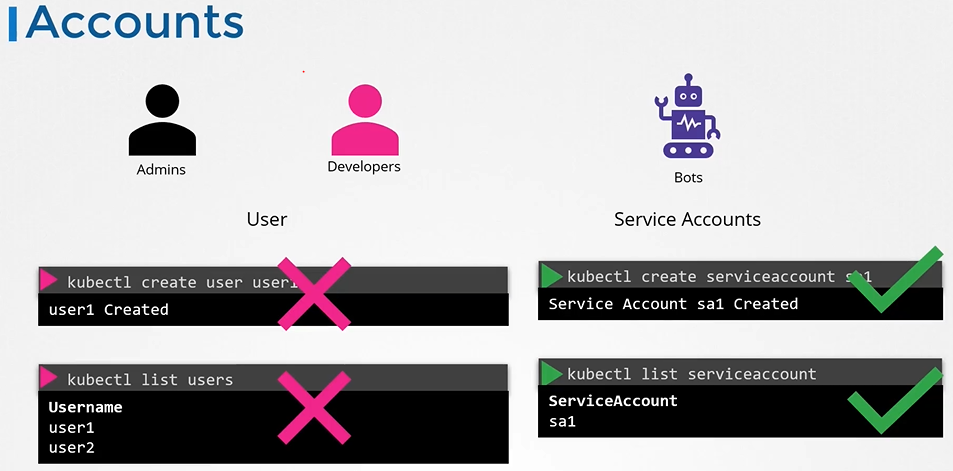 Accounts
Admins
Developers
Bots
User
Service Accounts
kubectl create user user1
user1 Created
kubectl create serviceaccount sa1
Service Account sa1 Created
kubectl list users
Username
user1
user2
kubectl list serviceaccount
ServiceAccount
sa1